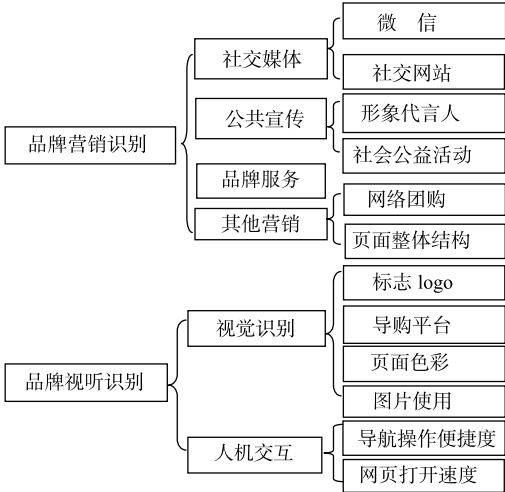 品牌营销识别
社交媒体
微 信
社交网站
公共宣传
形象代言人
社会公益活动
品牌服务
其他营销
网络团购
页面整体结构
品牌视听识别
视觉识别
标志 logo
导购平台
页面色彩
图片使用
人机交互
导航操作便捷度
网页打开速度